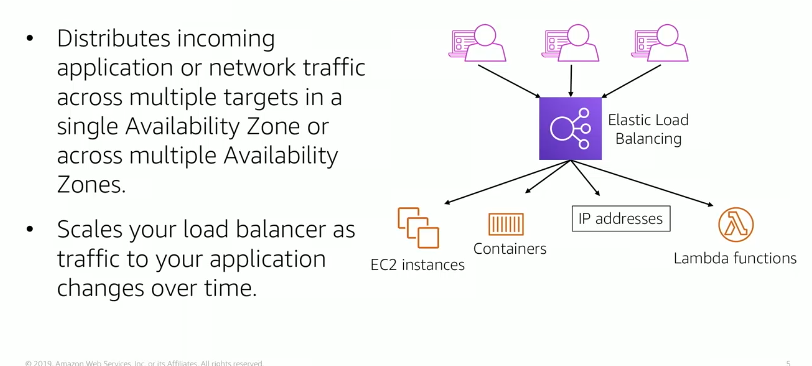 • Distributes incoming
application or network traffic
across multiple targets in a
single Availability Zone or
across multiple Availability
Zones.
• Scales your load balancer as
traffic to your application
changes over time.
Elastic Load
Balancing
EC2 instances
Containers
IP addresses
Lambda functions
© 2019, Amazon Web Services, Inc. or its Affiliates. All rights reserved.
5